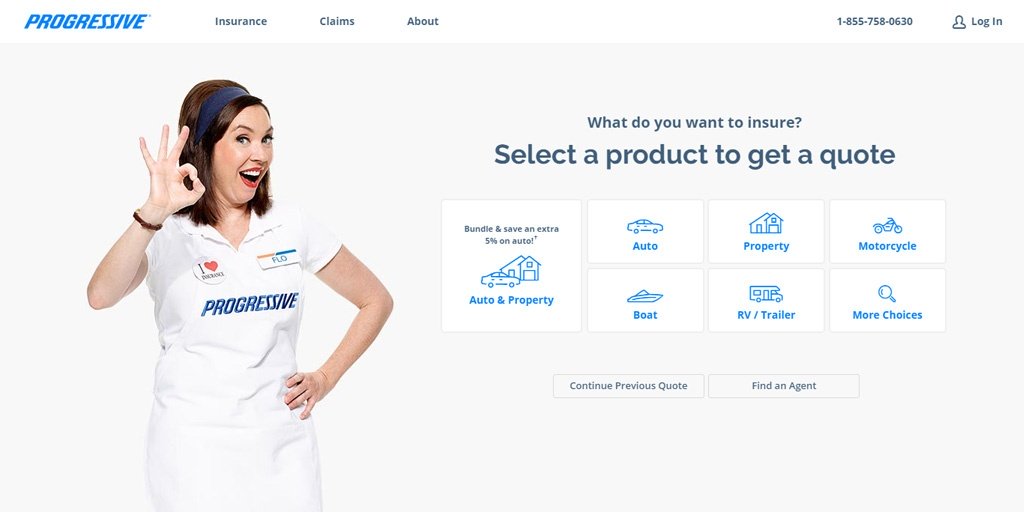 PROGRESSIVE®
Insurance
Claims
About
1-855-758-0630
Log In
What do you want to insure?
Select a product to get a quote
Bundle & save an extra
5% on auto!†
Auto & Property
Auto
Property
Motorcycle
Boat
RV / Trailer
More Choices
Continue Previous Quote
Find an Agent
I
INSURANCE
FLO
PROGRESSIVE